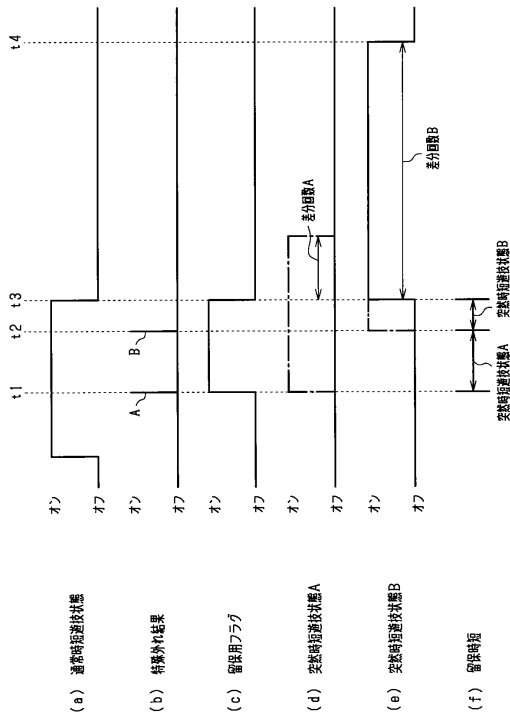 t1 t2 t3 t4
(a) 通常時短遊技状態
オン
オフ
(b) 特殊外れ結果
オン
オフ
A
B
(c) 留保用フラグ
オン
オフ
(d) 突然時短遊技状態A
オン
オフ
差分回数A
(e) 突然時短遊技状態B
オン
オフ
差分回数B
(f) 留保時短
突然時短遊技状態A
突然時短遊技状態B